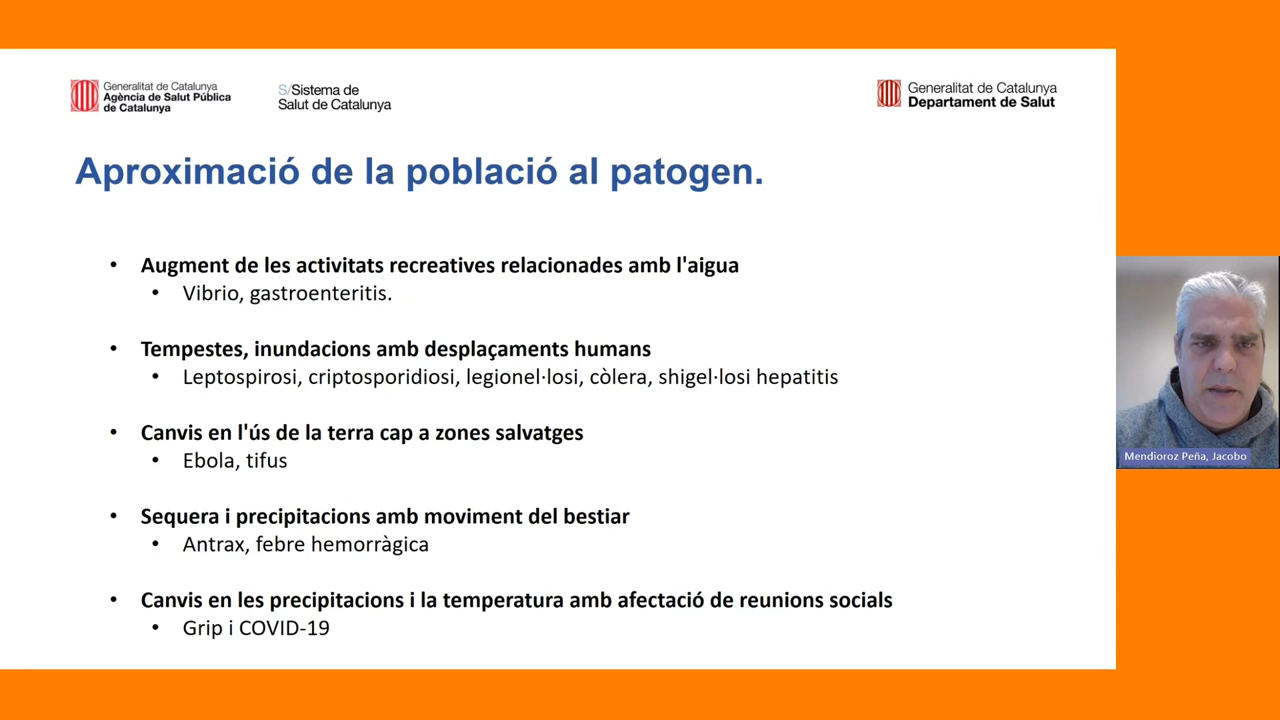 Generalitat de Catalunya
Agència de Salut Pública
de Catalunya
S/Sistema de
Salut de Catalunya
Generalitat de Catalunya
Departament de Salut
Aproximació de la població al patogen.
• Augment de les activitats recreatives relacionades amb l'aigua
• Vibrio, gastroenteritis.
• Tempestes, inundacions amb desplaçaments humans
• Leptospirosi, criptosporidiosi, legionel·losi, còlera, shigel·losi hepatitis
• Canvis en l'ús de la terra cap a zones salvatges
• Ebola, tifus
• Sequera i precipitacions amb moviment del bestiar
• Antrax, febre hemorràgica
• Canvis en les precipitacions i la temperatura amb afectació de reunions socials
• Grip i COVID-19
Mendioroz Peña, Jacobo